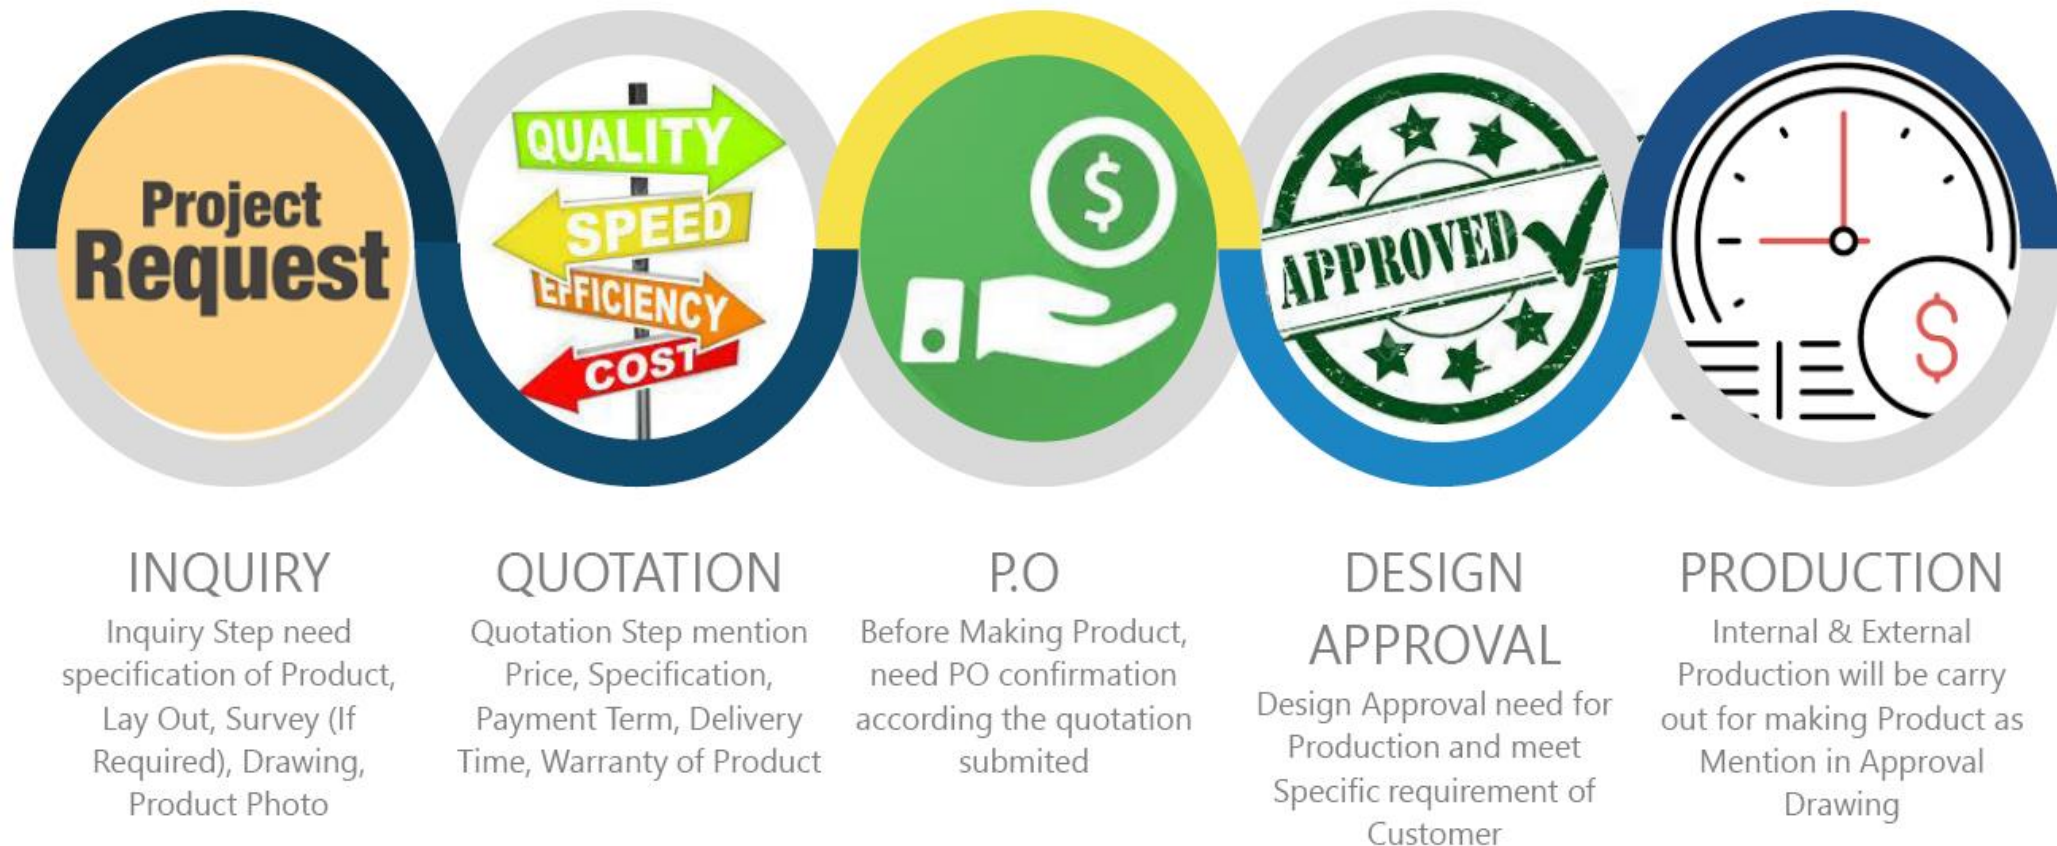 Project
Request
QUALITY
SPEED
EFFICIENCY
COST
$
APPROVED
$
INQUIRY
Inquiry Step need
specification of Product,
Lay Out, Survey (If
Required), Drawing,
Product Photo
QUOTATION
Quotation Step mention
Price, Specification,
Payment Term, Delivery
Time, Warranty of Product
P.O
Before Making Product,
need PO confirmation
according the quotation
submited
DESIGN
APPROVAL
Design Approval need for
Production and meet
Specific requirement of
Customer
PRODUCTION
Internal & External
Production will be carry
out for making Product as
Mention in Approval
Drawing